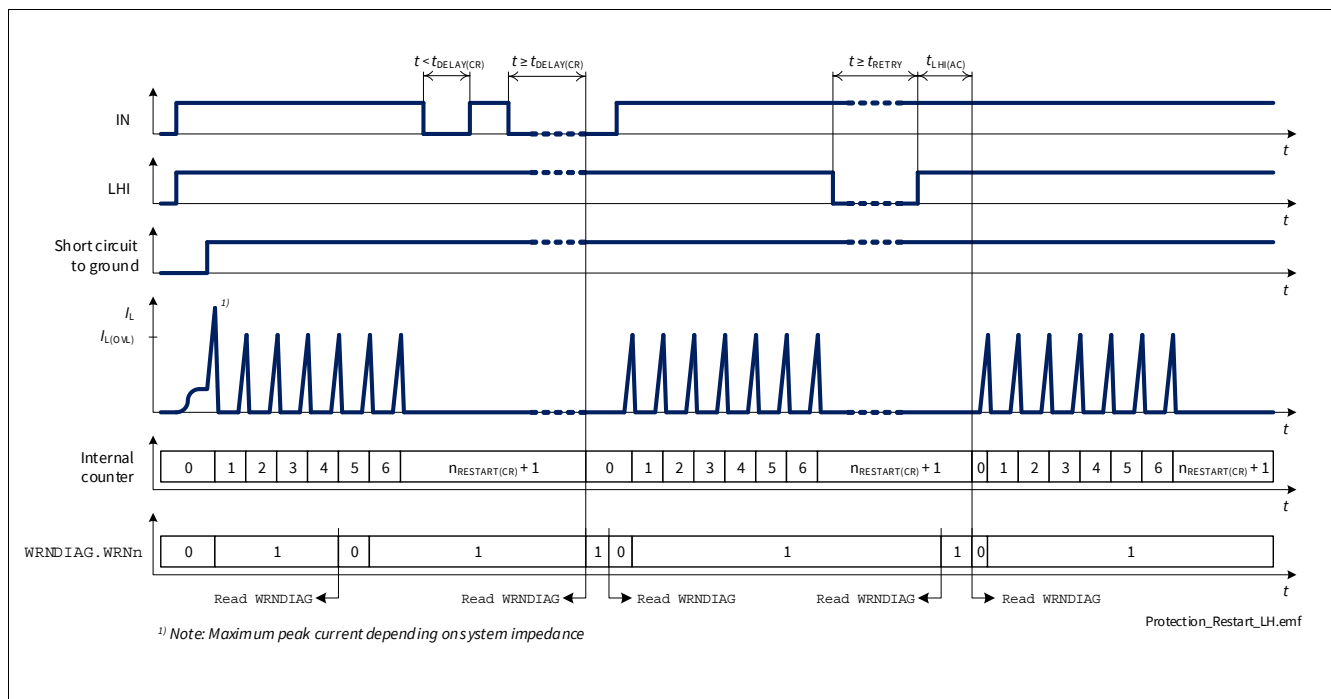 t < tDELAY(CR) t ≥ tDELAY(CR) t ≥ tRETRY tLHI(AC)
IN
t
LHI
t
Short circuit
to ground
t
IL
1)
IL(OVL)
t
Internal
counter
0 1 2 3 4 5 6 nRESTART(CR) + 1 0 1 2 3 4 5 6 nRESTART(CR) + 1 0 1 2 3 4 5 6 nRESTART(CR) + 1
t
WRNDIAG.WRNn
0 1 0 1 1 0 1 1 0 1
t
Read WRNDIAG Read WRNDIAG Read WRNDIAG Read WRNDIAG Read WRNDIAG
1) Note: Maximum peak current depending on system impedance
Protection_Restart_LH.emf